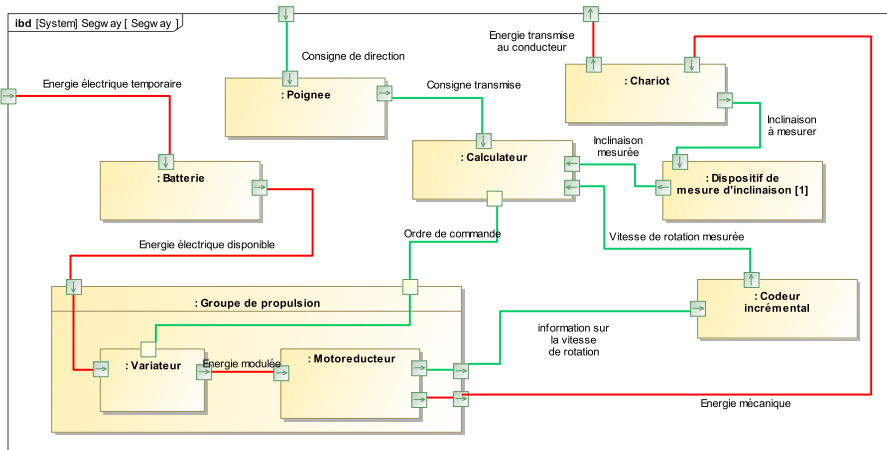 ibd [System] Segway [ Segway ]
Energie transmise
au conducteur
Consigne de direction
: Chariot
Energie électrique temporaire
: Poignee
Consigne transmise
Inclinaison
à mesurer
Inclinaison
mesurée
: Calculateur
: Batterie
: Dispositif de
mesure d'inclinaison [1]
Ordre de commande
Vitesse de rotation mesurée
Energie électrique disponible
: Groupe de propulsion
: Codeur
incrémental
information sur
la vitesse
de rotation
: Variateur
Energie modulée
: Motoreducteur
Energie mécanique